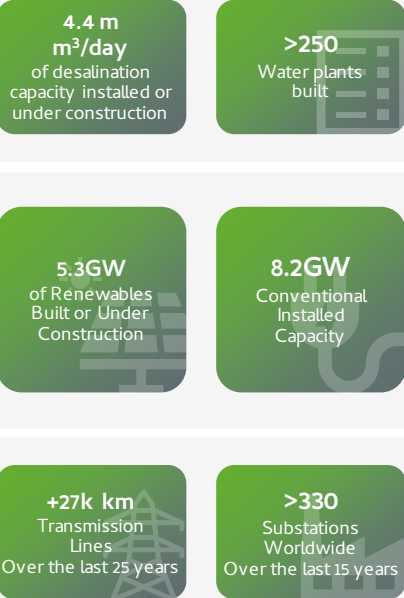 4.4 m
m³/day
of desalination
capacity installed or
under construction
>250
Water plants
built
5.3GW
of Renewables
Built or Under
Construction
8.2GW
Conventional
Installed
Capacity
+27k km
Transmission
Lines
Over the last 25 years
>330
Substations
Worldwide
Over the last 15 years